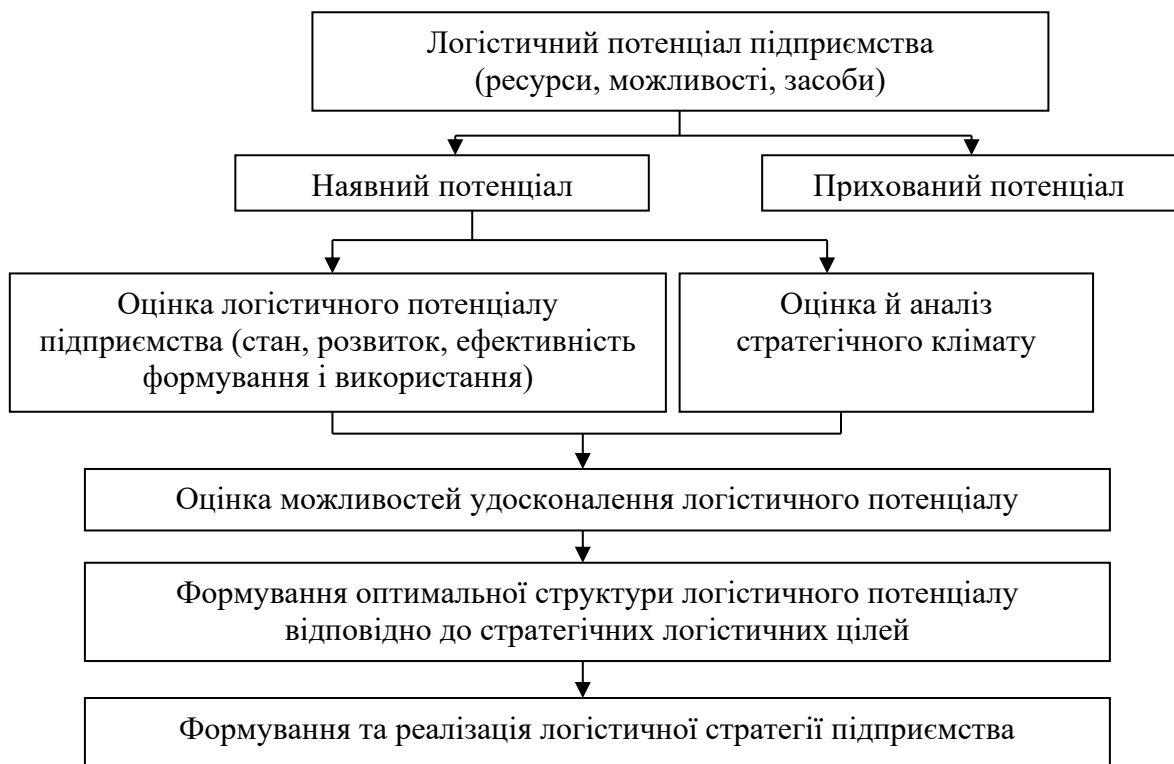 Логістичний потенціал підприємства
(ресурси, можливості, засоби)
Наявний потенціал
Прихований потенціал
Оцінка логістичного потенціалу
підприємства (стан, розвиток, ефективність
формування і використання)
Оцінка й аналіз
стратегічного клімату
Оцінка можливостей удосконалення логістичного потенціалу
Формування оптимальної структури логістичного потенціалу
відповідно до стратегічних логістичних цілей
Формування та реалізація логістичної стратегії підприємства